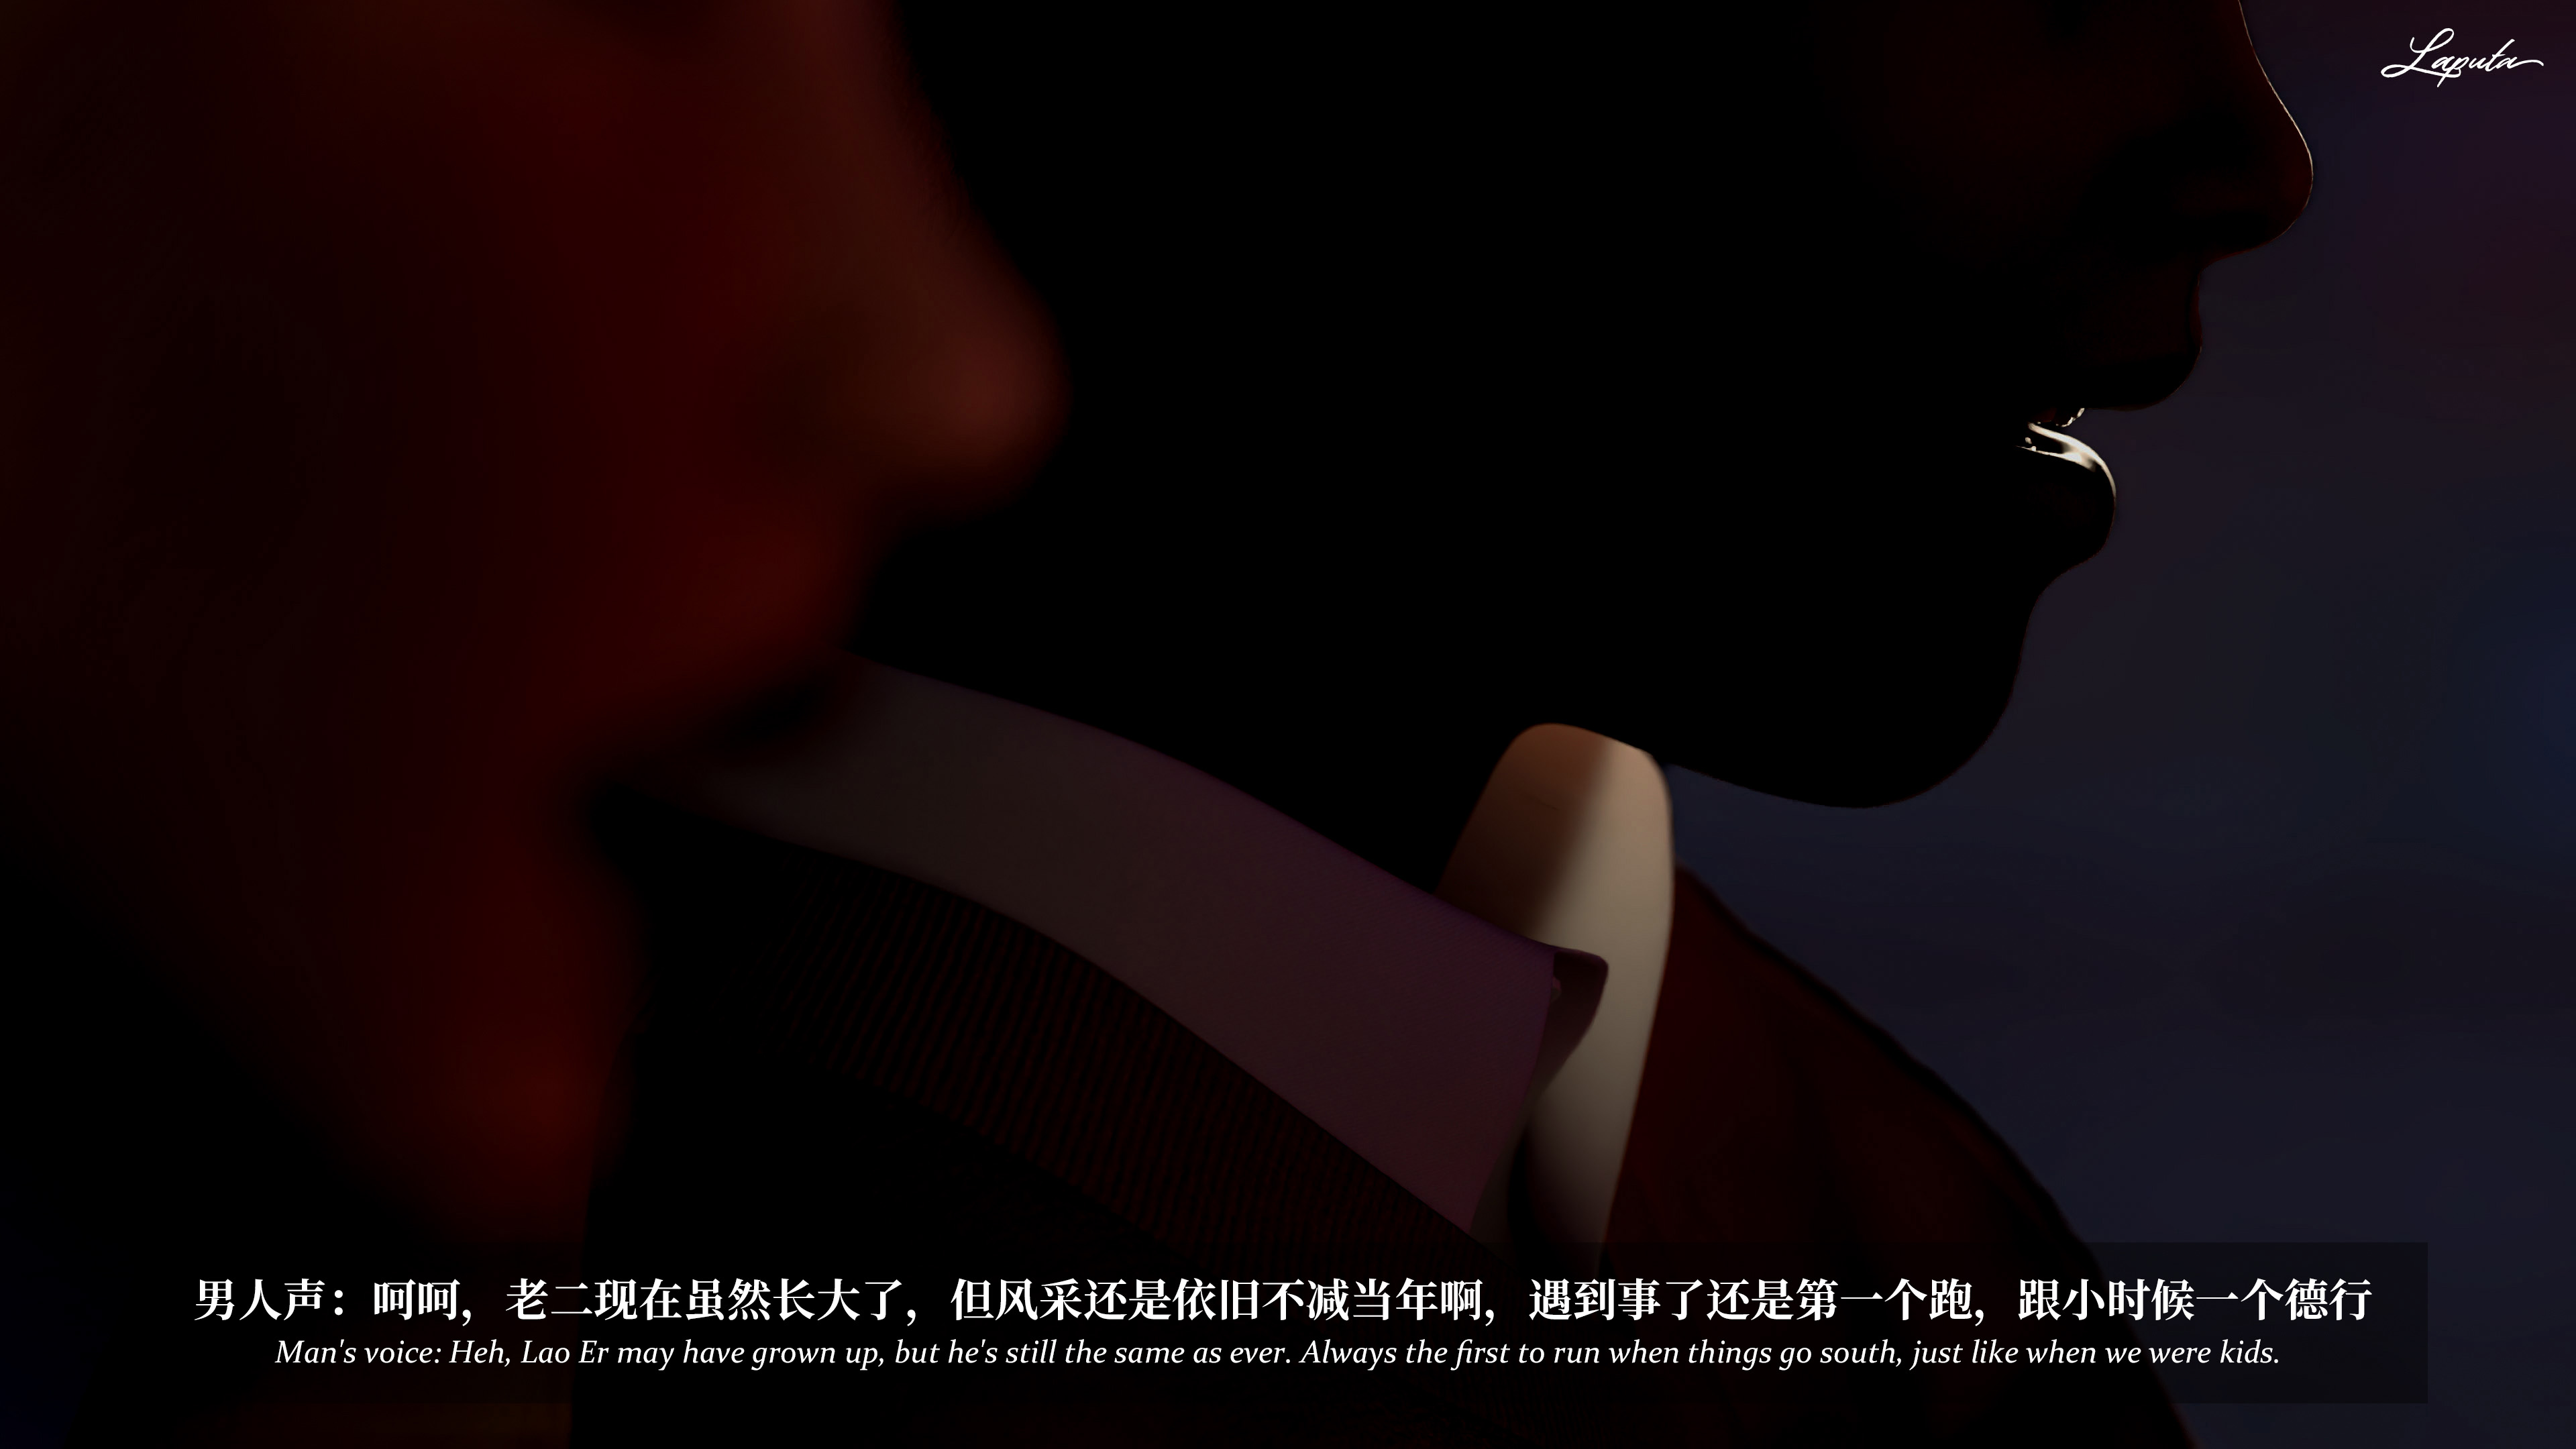 Laputa
男人声：呵呵，老二现在虽然长大了，但风采还是依旧不减当年啊，遇到事了还是第一个跑，跟小时候一个德行
Man's voice: Heh, Lao Er may have grown up, but he's still the same as ever. Always the first to run when things go south, just like when we were kids.